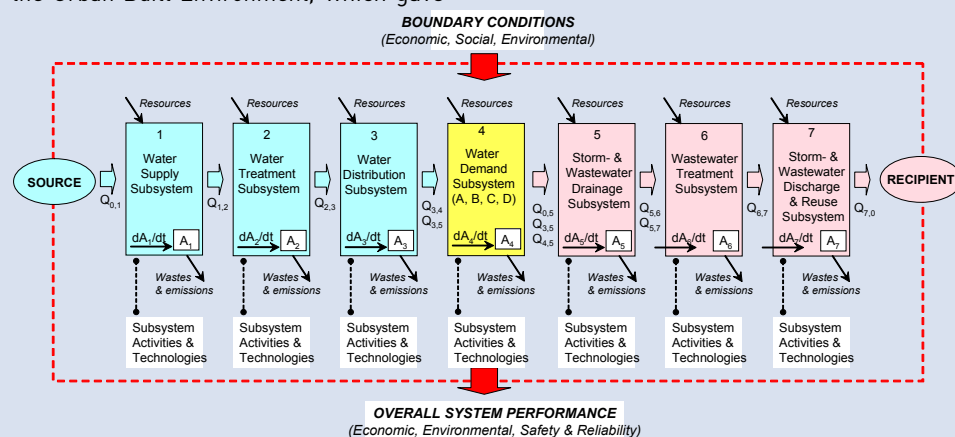 the Urban Built Environment, which gave
BOUNDARY CONDITIONS
(Economic, Social, Environmental)
Resources
Resources
Resources
Resources
Resources
Resources
Resources
SOURCE
Q0,1
1
Water
Supply
Subsystem
dA1/dt
A1
Q1,2
2
Water
Treatment
Subsystem
dA2/dt
A2
Q2,3
3
Water
Distribution
Subsystem
dA3/dt
A3
Q3,4
Q3,5
4
Water
Demand
Subsystem
(A, B, C, D)
dA4/dt
A4
Q0,5
Q3,5
Q4,5
5
Storm- &
Wastewater
Drainage
Subsystem
dA5/dt
A5
Q5,6
Q5,7
6
Wastewater
Treatment
Subsystem
dA6/dt
A6
Q6,7
7
Storm- &
Wastewater
Discharge
& Reuse
Subsystem
dA7/dt
A7
Q7,0
RECIPIENT
Wastes
& emissions
Wastes
& emissions
Wastes
& emissions
Wastes
& emissions
Wastes
& emissions
Wastes
& emissions
Wastes
& emissions
Subsystem
Activities &
Technologies
Subsystem
Activities &
Technologies
Subsystem
Activities &
Technologies
Subsystem
Activities &
Technologies
Subsystem
Activities &
Technologies
Subsystem
Activities &
Technologies
Subsystem
Activities &
Technologies
OVERALL SYSTEM PERFORMANCE
(Economic, Environmental, Safety & Reliability)